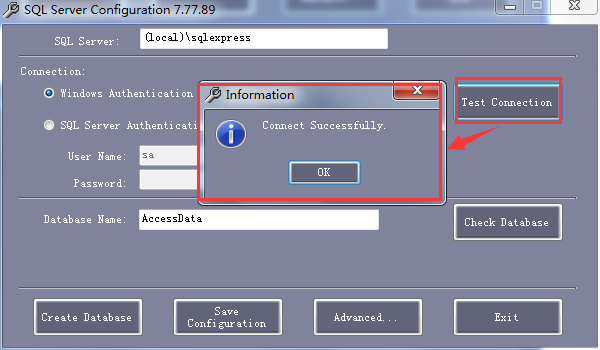 SQL Server Configuration 7.77.89
SQL Server: (local)\sqlexpress
Connection:
Windows Authentication
Information
Connect Successfully.
OK
Test Connection
SQL Server Authenticati
User Name: sa
Password:
Database Name: AccessData
Check Database
Create Database
Save
Configuration
Advanced...
Exit